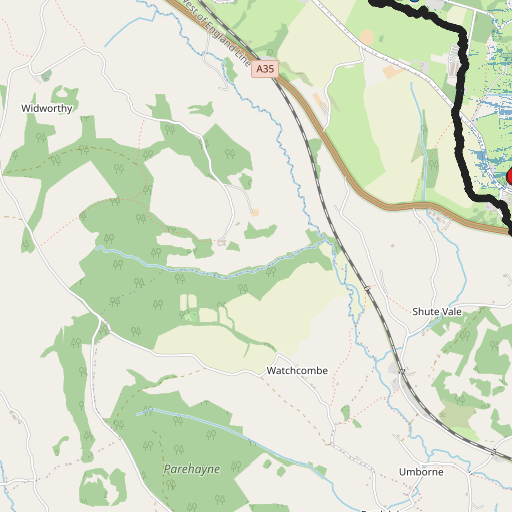 West of England Line
A35
Widworthy
Shute Vale
Watchcombe
Parehayne
Umborne